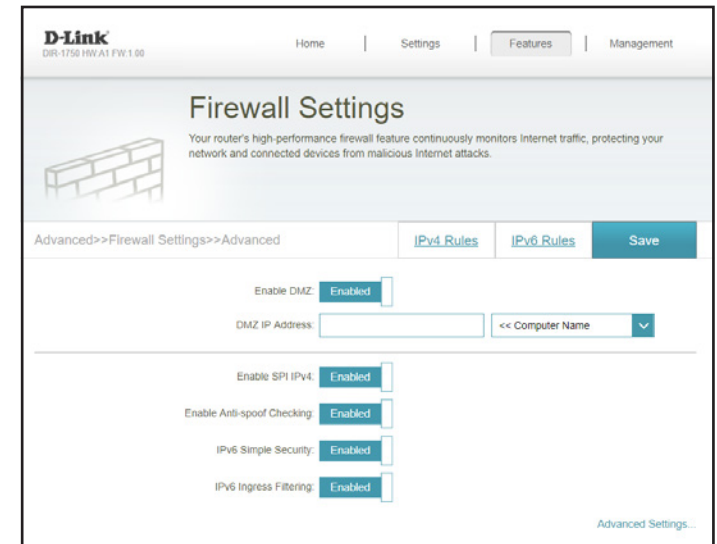 D-Link
DIR-1750 HW:A1 FW:1.00
Home | Settings | Features | Management
Firewall Settings
Your router's high-performance firewall feature continuously monitors Internet traffic, protecting your
network and connected devices from malicious Internet attacks.
Advanced>>Firewall Settings>>Advanced IPv4 Rules IPv6 Rules Save
Enable DMZ: Enabled
DMZ IP Address: << Computer Name
Enable SPI IPv4: Enabled
Enable Anti-spoof Checking: Enabled
IPv6 Simple Security: Enabled
IPv6 Ingress Filtering: Enabled
Advanced Settings...